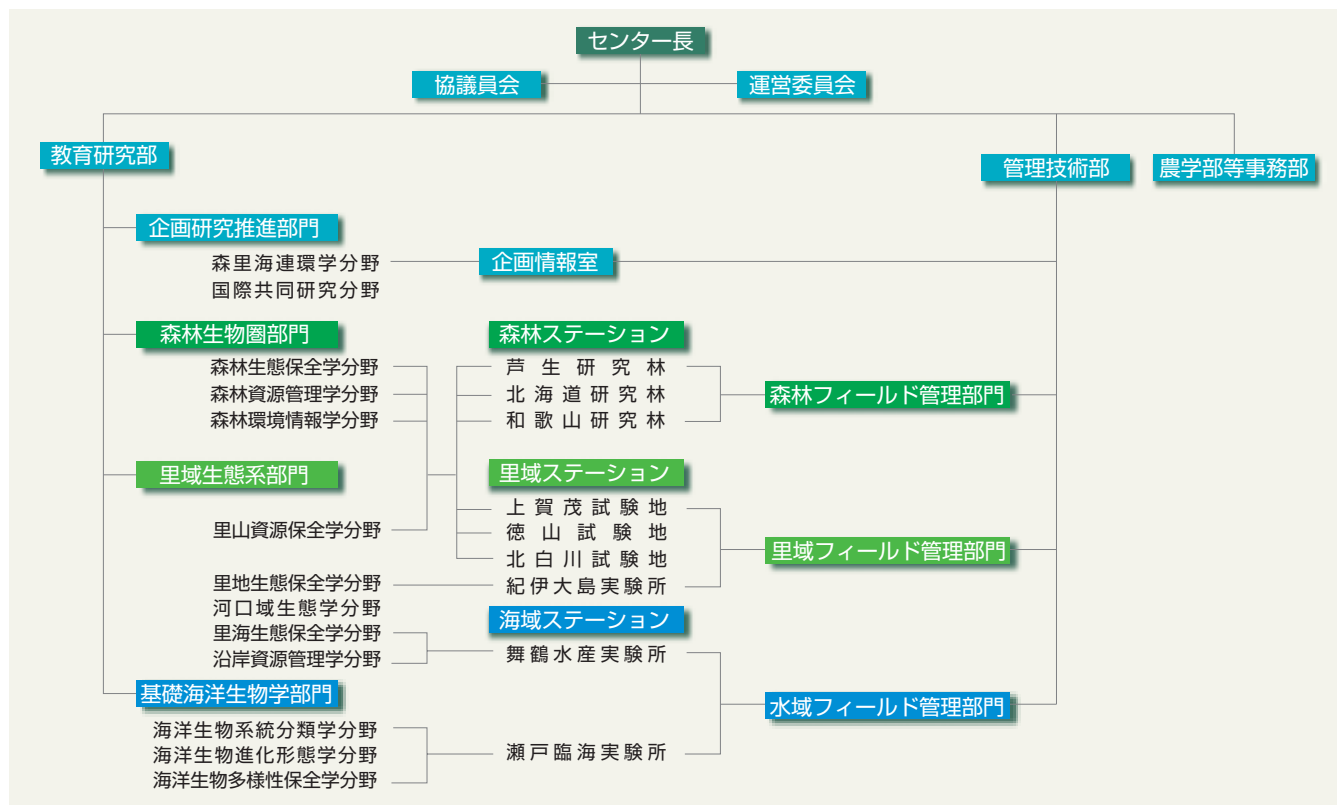 センター長
協議員会
運営委員会
教育研究部
管理技術部
農学部等事務部
企画研究推進部門
森里海連環学分野
企画情報室
国際共同研究分野
森林生物圏部門
森林ステーション
森林生態保全学分野
芦生研究林
森林資源管理学分野
北海道研究林
森林フィールド管理部門
森林環境情報学分野
和歌山研究林
里域生態系部門
里域ステーション
上賀茂試験地
里山資源保全学分野
徳山試験地
里域フィールド管理部門
北白川試験地
里地生態保全学分野
紀伊大島実験所
河口域生態学分野
海域ステーション
里海生態保全学分野
沿岸資源管理学分野
舞鶴水産実験所
基礎海洋生物学部門
水域フィールド管理部門
海洋生物系統分類学分野
海洋生物進化形態学分野
瀬戸臨海実験所
海洋生物多様性保全学分野